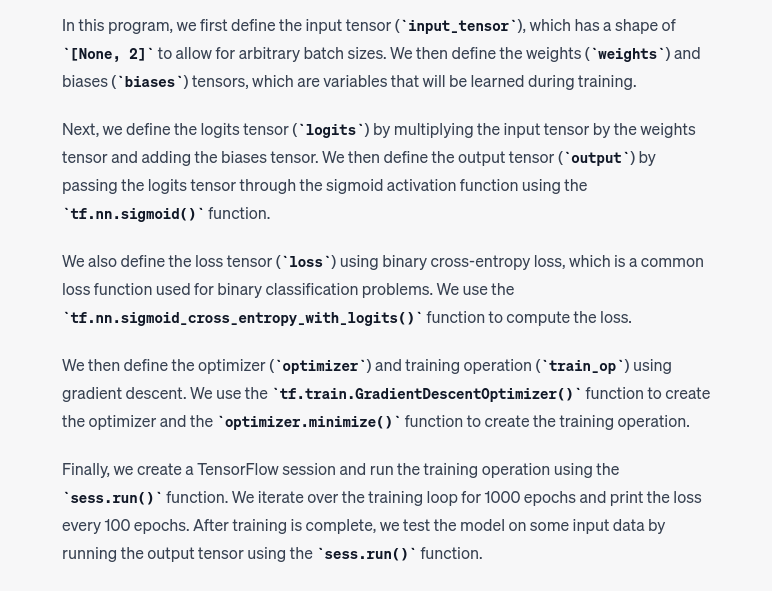 In this program, we first define the input tensor (`input_tensor`), which has a shape of
`[None, 2]` to allow for arbitrary batch sizes. We then define the weights (`weights`) and
biases (`biases`) tensors, which are variables that will be learned during training.
Next, we define the logits tensor (`logits`) by multiplying the input tensor by the weights
tensor and adding the biases tensor. We then define the output tensor (`output`) by
passing the logits tensor through the sigmoid activation function using the
`tf.nn.sigmoid()` function.
We also define the loss tensor (`loss`) using binary cross-entropy loss, which is a common
loss function used for binary classification problems. We use the
`tf.nn.sigmoid_cross_entropy_with_logits()` function to compute the loss.
We then define the optimizer (`optimizer`) and training operation (`train_op`) using
gradient descent. We use the `tf.train.GradientDescentOptimizer()` function to create
the optimizer and the `optimizer.minimize()` function to create the training operation.
Finally, we create a TensorFlow session and run the training operation using the
`sess.run()` function. We iterate over the training loop for 1000 epochs and print the loss
every 100 epochs. After training is complete, we test the model on some input data by
running the output tensor using the `sess.run()` function.